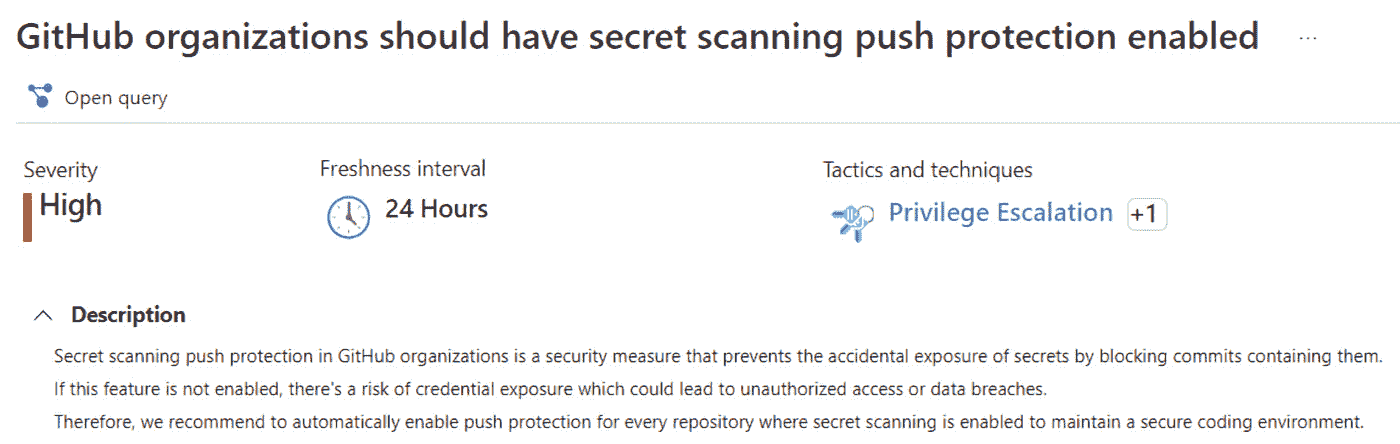 GitHub organizations should have secret scanning push protection enabled ...
Open query
Severity
Freshness interval
Tactics and techniques
High
24 Hours
Privilege Escalation +1
Description
Secret scanning push protection in GitHub organizations is a security measure that prevents the accidental exposure of secrets by blocking commits containing them.
If this feature is not enabled, there's a risk of credential exposure which could lead to unauthorized access or data breaches.
Therefore, we recommend to automatically enable push protection for every repository where secret scanning is enabled to maintain a secure coding environment.